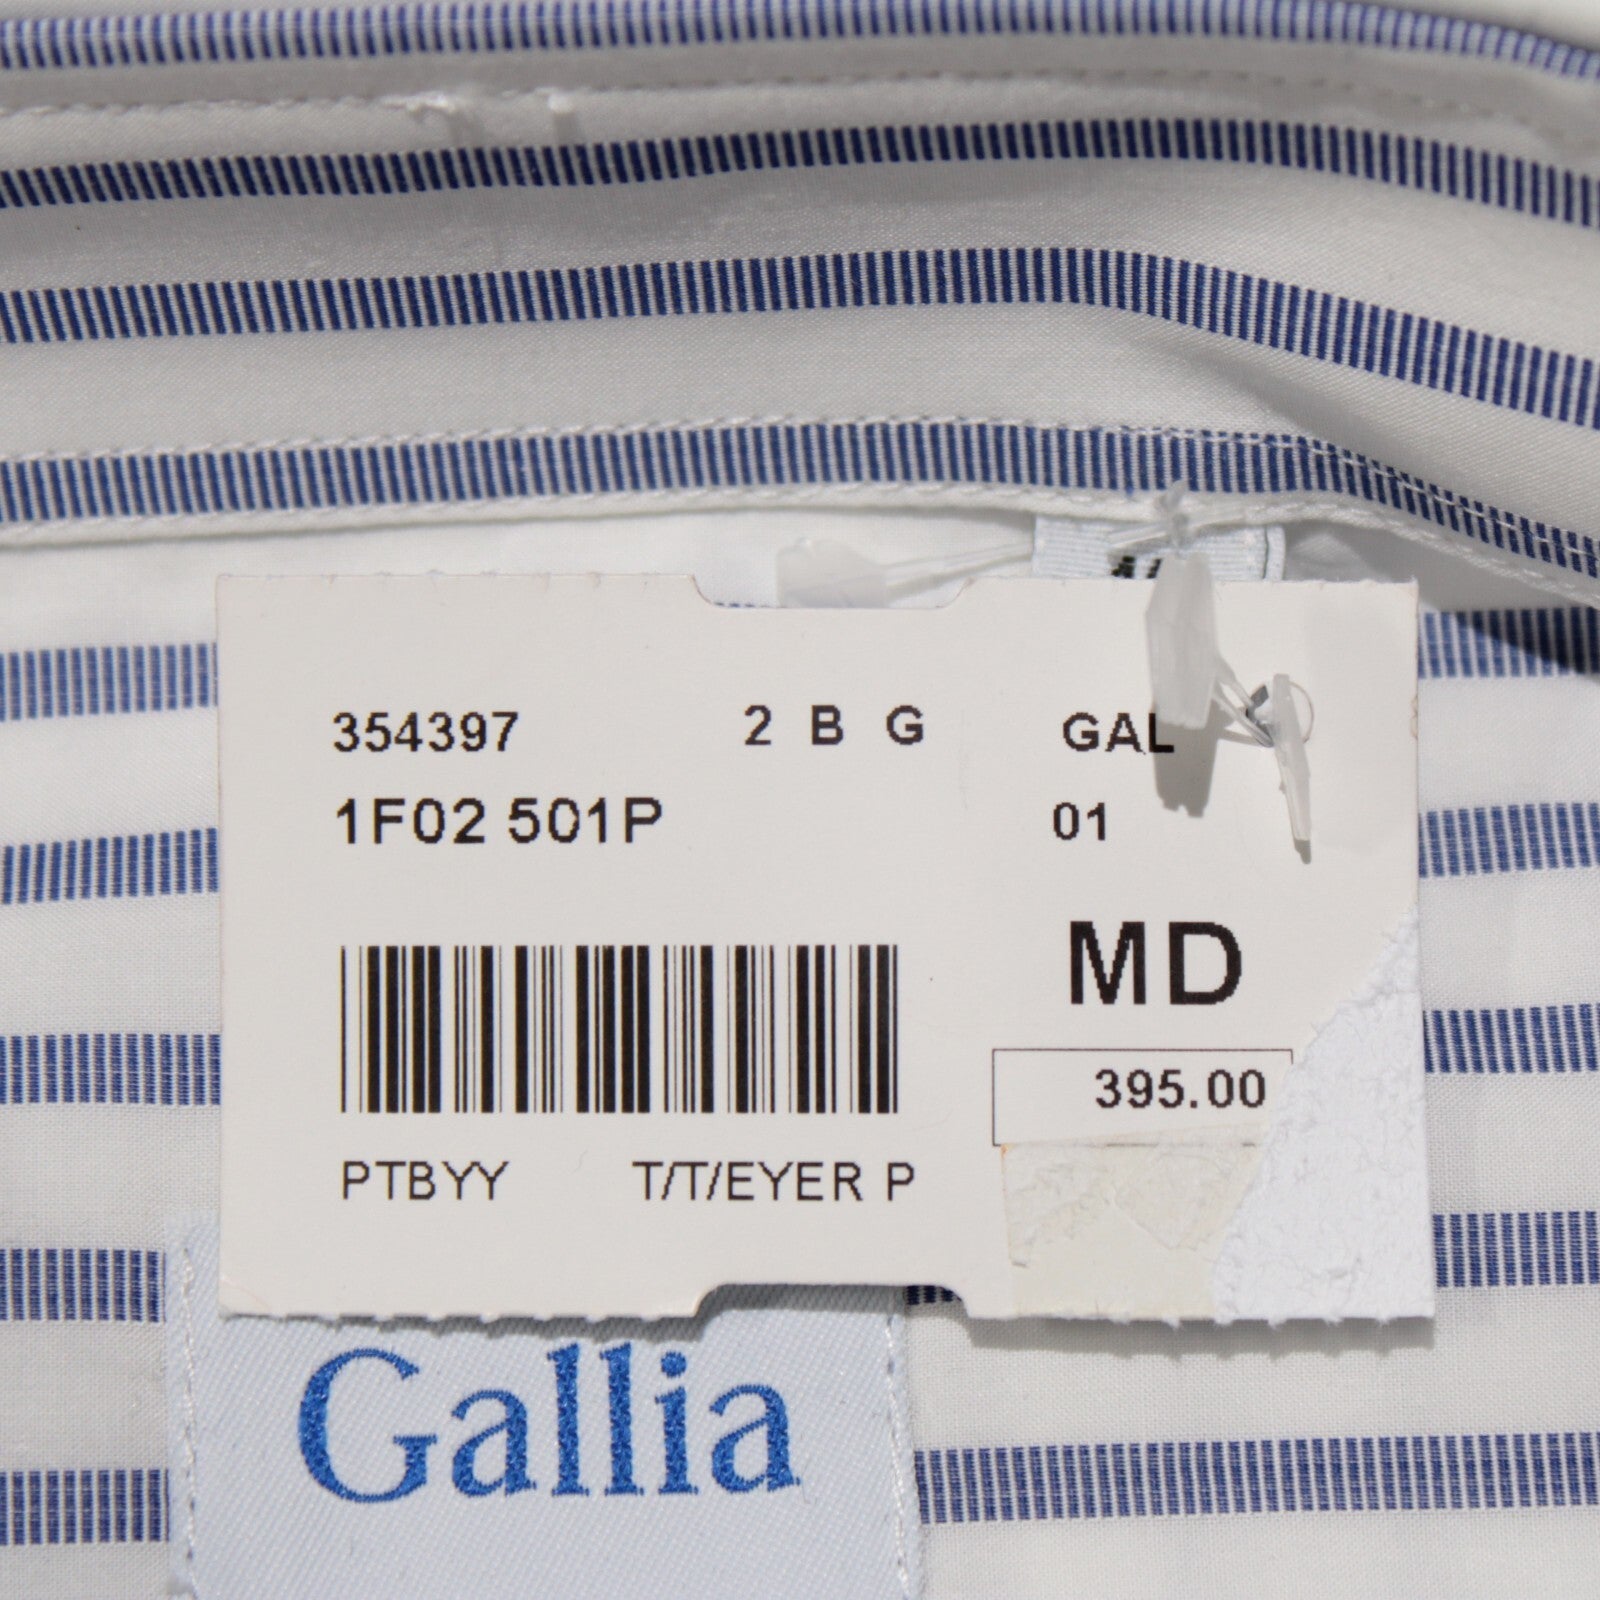 354397 2 B G GAL
1F02 501P 01
MD
395.00
PTBYY T/T/EYER P
Gallia